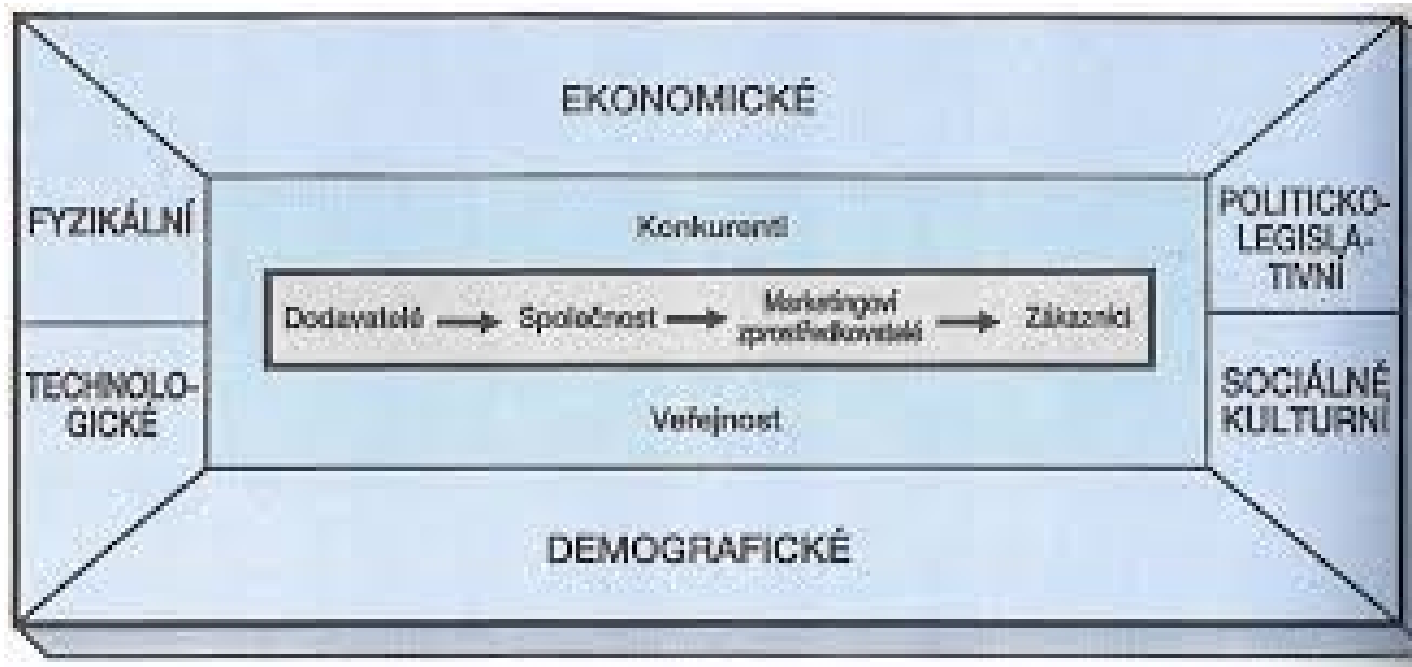 EKONOMICKÉ
FYZIKÁLNÍ
POLITICKO-
LEGISLA-
TIVNÍ
Konkurenti
Dodavatelé
Společnost
Marketingoví
zprostředkovatelé
Zákazníci
TECHNOLO-
GICKÉ
SOCIÁLNĚ
KULTURNÍ
Veřejnost
DEMOGRAFICKÉ